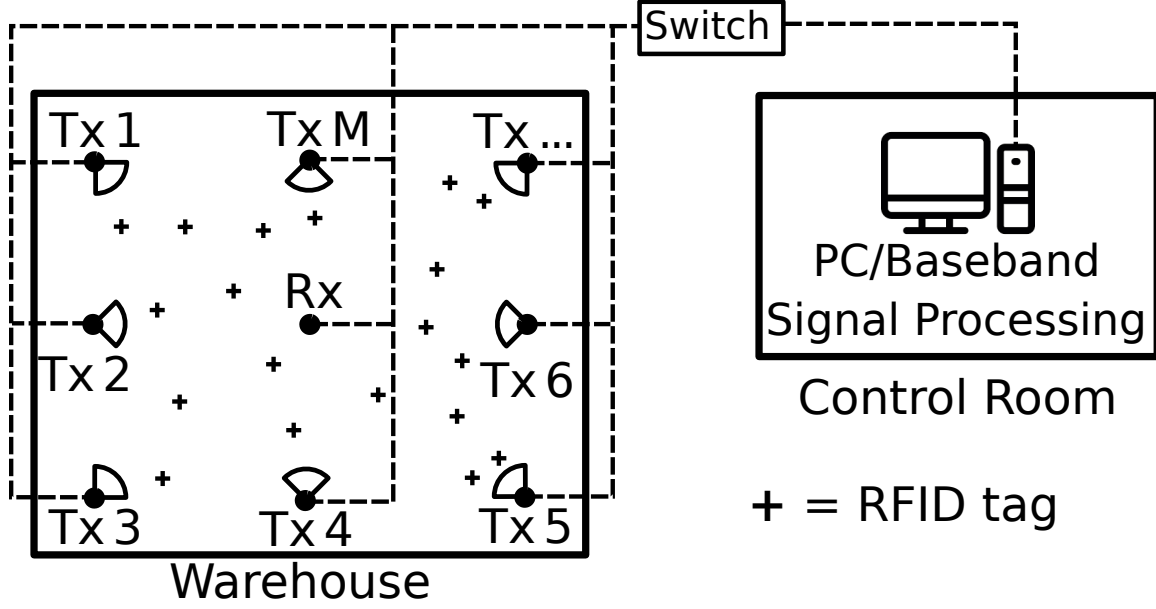 Switch
Tx 1
Tx M
Tx ...
Rx
Tx 2
Tx 6
Tx 3
Tx 4
Tx 5
Warehouse
PC/Baseband
Signal Processing
Control Room
+ = RFID tag